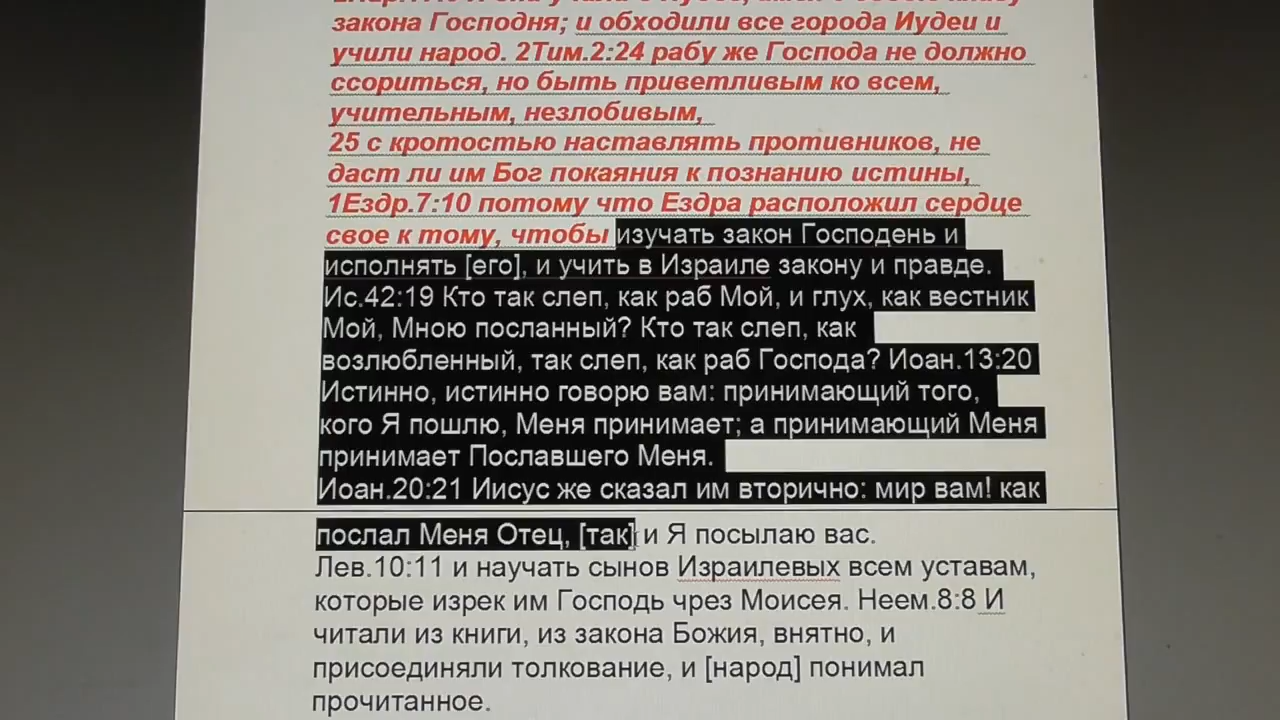 закона Господня; и обходили все города Иудеи и
учили народ. 2Тим.2:24 рабу же Господа не должно
ссориться, но быть приветливым ко всем,
учительным, незлобивым,
25 с кротостью наставлять противников, не
даст ли им Бог покаяния к познанию истины,
1Ездр.7:10 потому что Ездра расположил сердце
свое к тому, чтобы изучать закон Господень и
исполнять [его], и учить в Израиле закону и правде.
Ис.42:19 Кто так слеп, как раб Мой, и глух, как вестник
Мой, Мною посланный? Кто так слеп, как
возлюбленный, так слеп, как раб Господа? Иоан.13:20
Истинно, истинно говорю вам: принимающий того,
кого Я пошлю, Меня принимает; а принимающий Меня
принимает Пославшего Меня.
Иоан.20:21 Иисус же сказал им вторично: мир вам! как
послал Меня Отец, [так] и Я посылаю вас.
Лев.10:11 и научать сынов Израилевых всем уставам,
которые изрек им Господь чрез Моисея. Неем.8:8 И
читали из книги, из закона Божия, внятно, и
присоединяли толкование, и [народ] понимал
прочитанное.